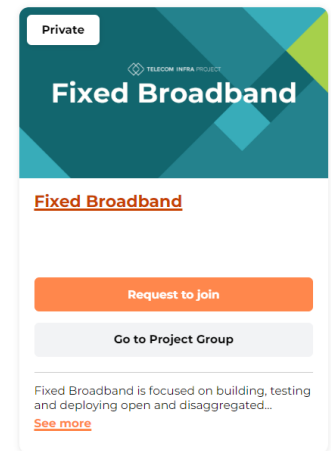 Private
TELECOM INFRA PROJECT
Fixed Broadband
Fixed Broadband
Request to join
Go to Project Group
Fixed Broadband is focused on building, testing
and deploying open and disaggregated...
See more